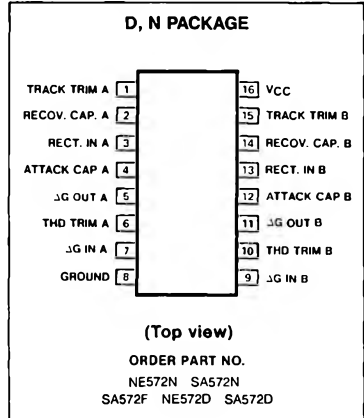 D, N PACKAGE
TRACK TRIM A 1
RECOV. CAP. A 2
RECT. IN A 3
ATTACK CAP A 4
ΔG OUT A 5
THD TRIM A 6
ΔG IN A 7
GROUND 8
16 VCC
15 TRACK TRIM B
14 RECOV. CAP. B
13 RECT. IN B
12 ATTACK CAP B
11 ΔG OUT B
10 THD TRIM B
9 ΔG IN B
(Top view)
ORDER PART NO.
NE572N SA572N
SA572F NE572D SA572D